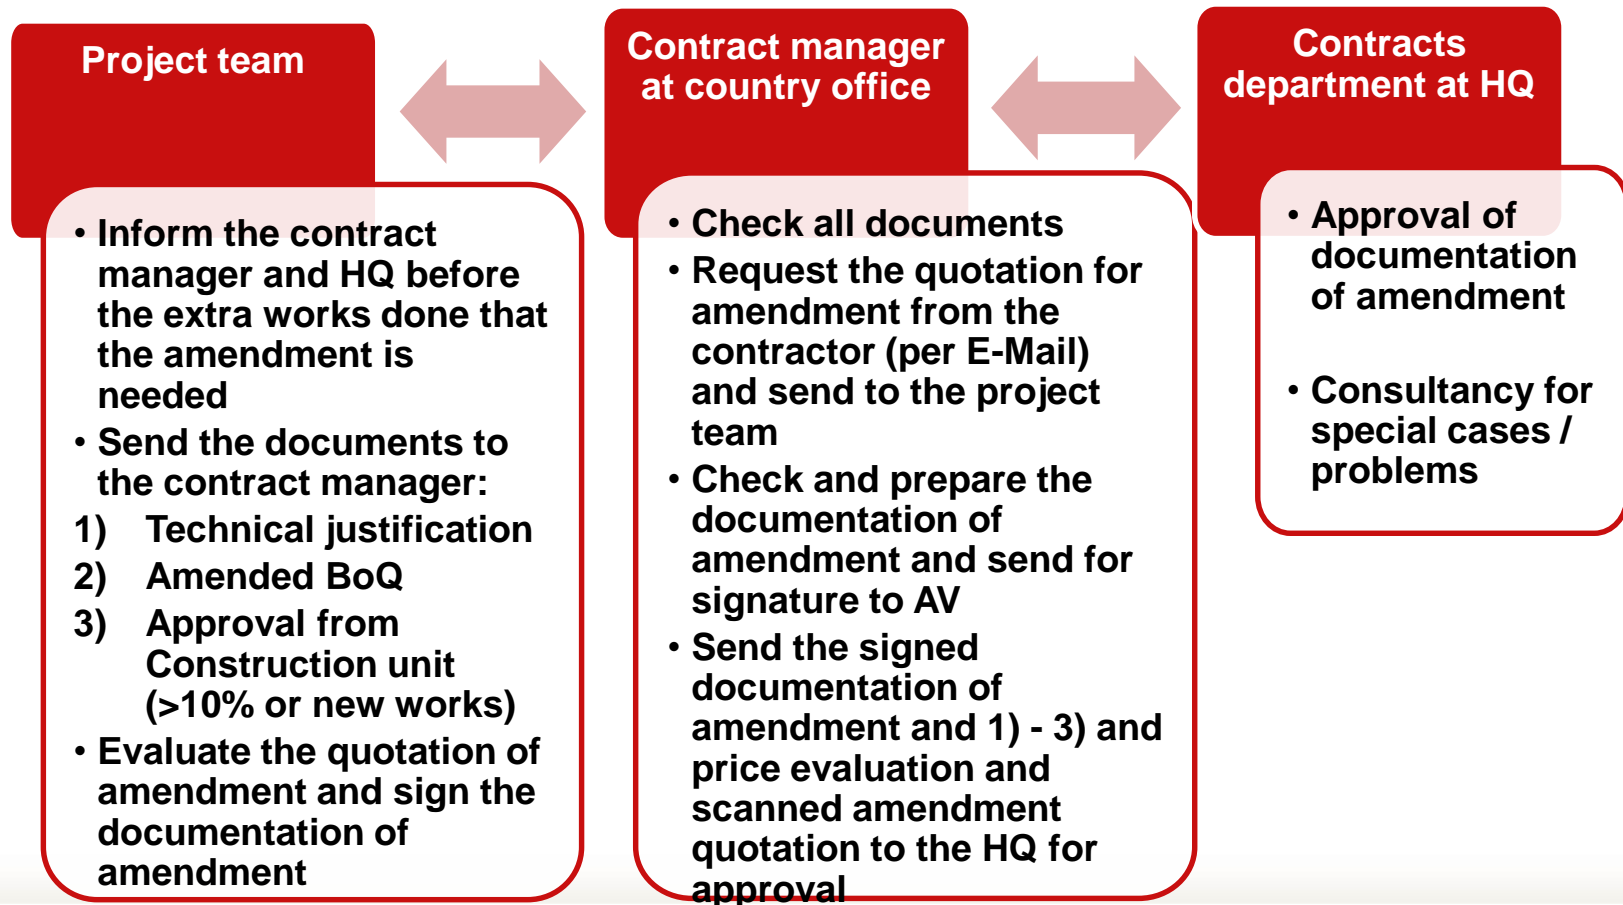 Project team
• Inform the contract
manager and HQ before
the extra works done that
the amendment is
needed
• Send the documents to
the contract manager:
1) Technical justification
2) Amended BoQ
3) Approval from
Construction unit
(>10% or new works)
• Evaluate the quotation of
amendment and sign the
documentation of
amendment
Contract manager
at country office
• Check all documents
• Request the quotation for
amendment from the
contractor (per E-Mail)
and send to the project
team
• Check and prepare the
documentation of
amendment and send for
signature to AV
• Send the signed
documentation of
amendment and 1) - 3) and
price evaluation and
scanned amendment
quotation to the HQ for
approval
Contracts
department at HQ
• Approval of
documentation
of amendment
• Consultancy for
special cases /
problems